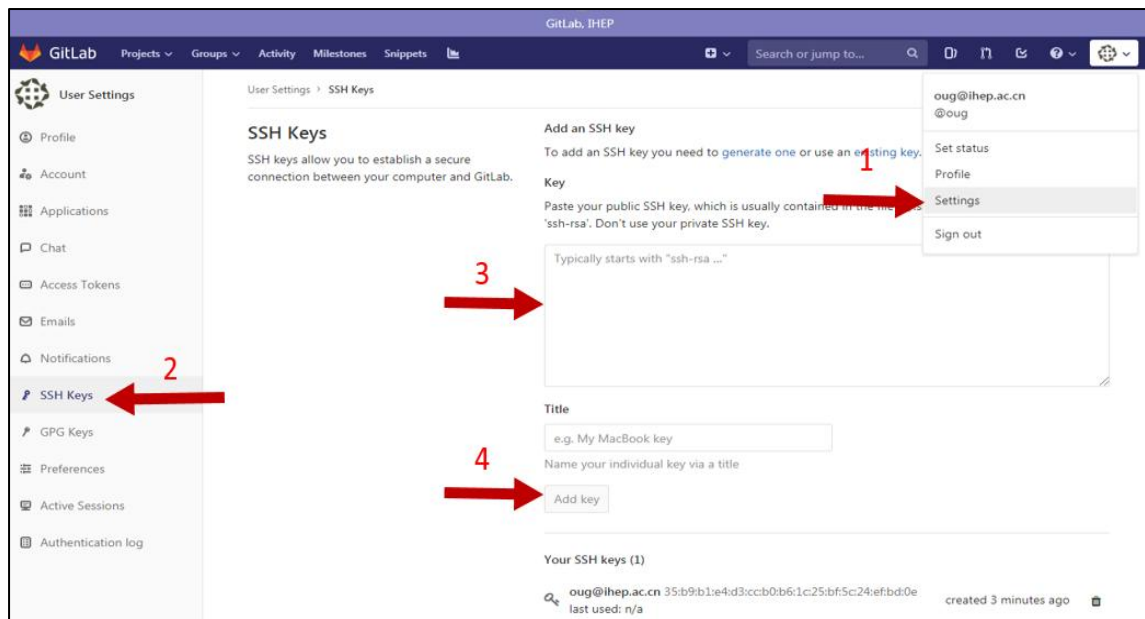 GitLab, IHEP
GitLab Projects Groups Activity Milestones Snippets Search or jump to...
User Settings
Profile
Account
Applications
Chat
Access Tokens
Emails
Notifications
2
SSH Keys
GPG Keys
Preferences
Active Sessions
Authentication log
User Settings > SSH Keys
SSH Keys
SSH keys allow you to establish a secure
connection between your computer and GitLab.
Add an SSH key
To add an SSH key you need to generate one or use an existing key.
Key
Paste your public SSH key, which is usually contained in the
'ssh-rsa'. Don't use your private SSH key.
3
Typically starts with "ssh-rsa ..."
Title
e.g. My MacBook key
Name your individual key via a title
4
Add key
Your SSH keys (1)
oug@ihep.ac.cn 35:b9:b1:e4:d3:cc:b0:b6:1c:25:bf:5c:24:ef:bd:0e
last used: n/a
created 3 minutes ago
oug@ihep.ac.cn
@oug
Set status
Profile
1
Settings
Sign out